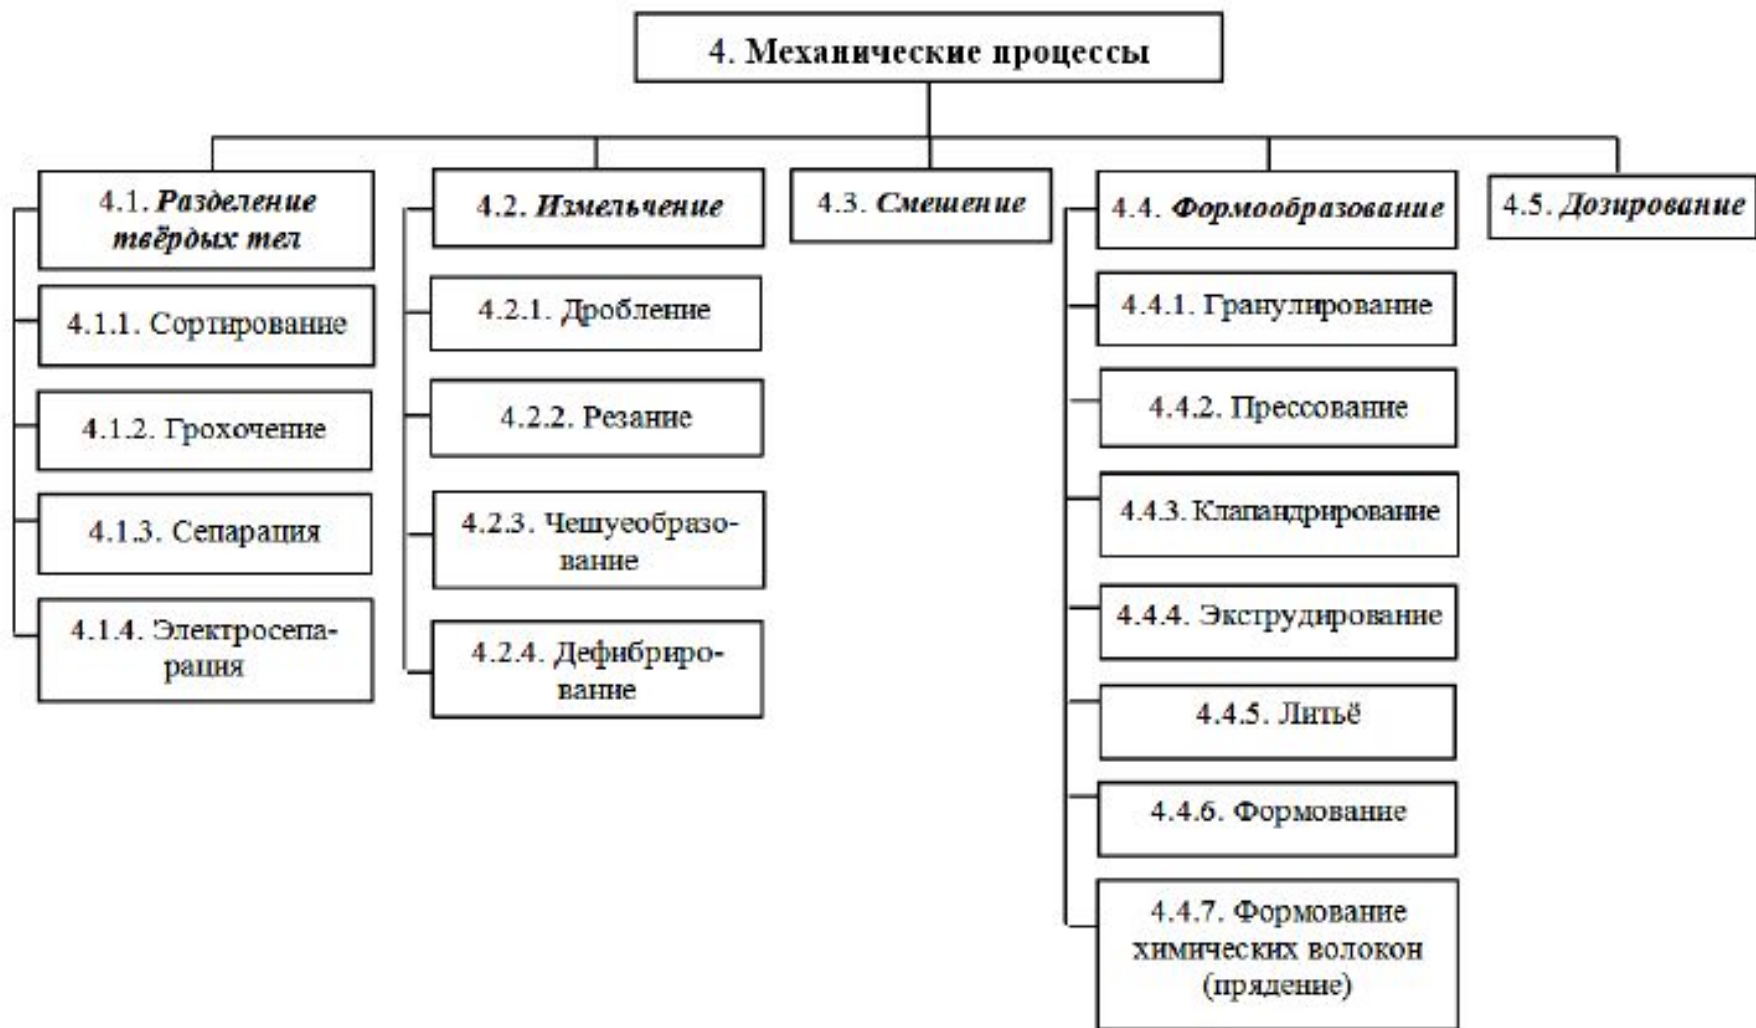 4. Механические процессы
4.1. Разделение
твёрдых тел
4.1.1. Сортирование
4.1.2. Грохочение
4.1.3. Сепарация
4.1.4. Электросепа-
рация
4.2. Измельчение
4.2.1. Дробление
4.2.2. Резание
4.2.3. Чешуеобразо-
вание
4.2.4. Дефибриро-
вание
4.3. Смешение
4.4. Формообразование
4.4.1. Гранулирование
4.4.2. Прессование
4.4.3. Клапандрирование
4.4.4. Экструдирование
4.4.5. Литьё
4.4.6. Формование
4.4.7. Формование
химических волокон
(прядение)
4.5. Дозирование